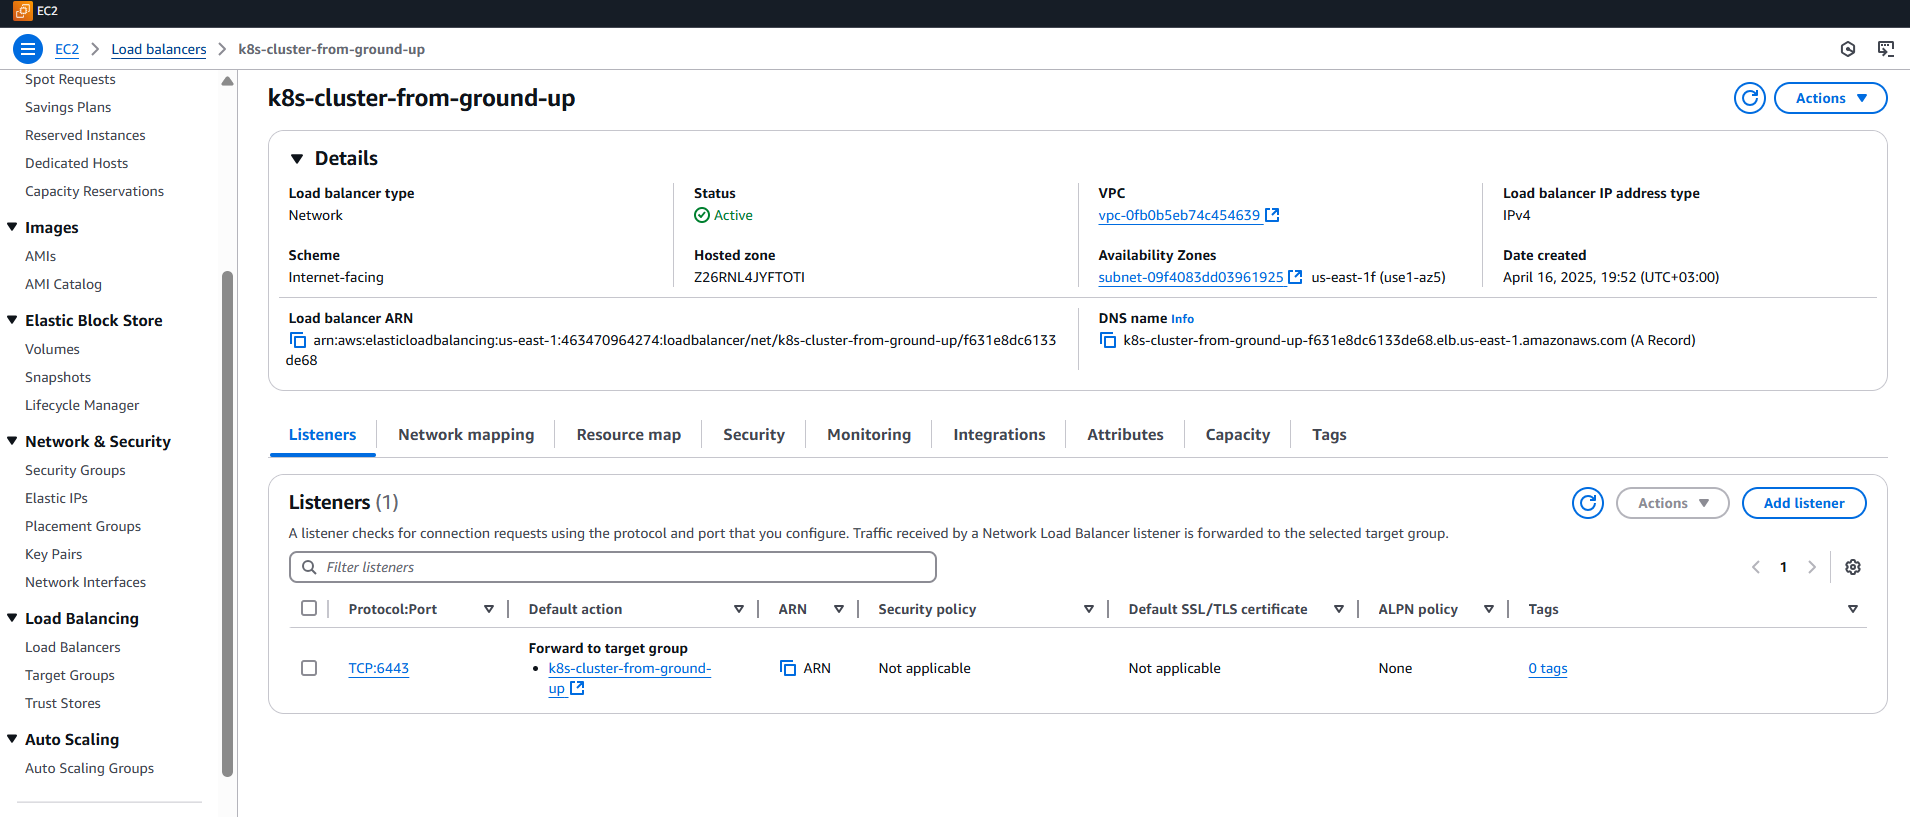 EC2
EC2
Load balancers
k8s-cluster-from-ground-up
Spot Requests
Savings Plans
Reserved Instances
Dedicated Hosts
Capacity Reservations
Images
AMIs
AMI Catalog
Elastic Block Store
Volumes
Snapshots
Lifecycle Manager
Network & Security
Security Groups
Elastic IPs
Placement Groups
Key Pairs
Network Interfaces
Load Balancing
Load Balancers
Target Groups
Trust Stores
Auto Scaling
Auto Scaling Groups
k8s-cluster-from-ground-up
Actions
Details
Load balancer type
Network
Status
Active
VPC
vpc-0fb0b5eb74c454639
Load balancer IP address type
IPv4
Scheme
Internet-facing
Hosted zone
Z26RNL4JYFTOTI
Availability Zones
subnet-09f4083dd03961925 us-east-1f (use1-az5)
Date created
April 16, 2025, 19:52 (UTC+03:00)
Load balancer ARN
arn:aws:elasticloadbalancing:us-east-1:463470964274:loadbalancer/net/k8s-cluster-from-ground-up/f631e8dc6133
de68
DNS name Info
k8s-cluster-from-ground-up-f631e8dc6133de68.elb.us-east-1.amazonaws.com (A Record)
Listeners
Network mapping
Resource map
Security
Monitoring
Integrations
Attributes
Capacity
Tags
Listeners (1)
Actions
Add listener
A listener checks for connection requests using the protocol and port that you configure. Traffic received by a Network Load Balancer listener is forwarded to the selected target group.
Filter listeners
1
Protocol:Port
Default action
ARN
Security policy
Default SSL/TLS certificate
ALPN policy
Tags
TCP:6443
Forward to target group
k8s-cluster-from-ground-
up
ARN
Not applicable
Not applicable
None
0 tags